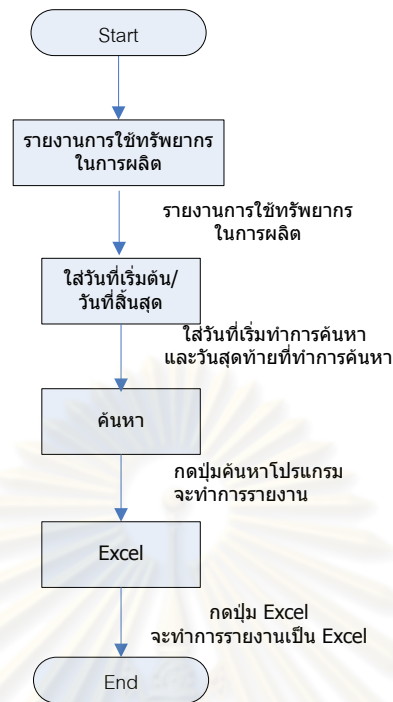 Start
รายงานการใช้ทรัพยากร
ในการผลิต
รายงานการใช้ทรัพยากร
ในการผลิต
ใส่วันที่เริ่มต้น/
วันที่สิ้นสุด
ใส่วันที่เริ่มทำการค้นหา
และวันสุดท้ายที่ทำการค้นหา
ค้นหา
กดปุ่มค้นหาโปรแกรม
จะทำการรายงาน
Excel
กดปุ่ม Excel
จะทำการรายงานเป็น Excel
End